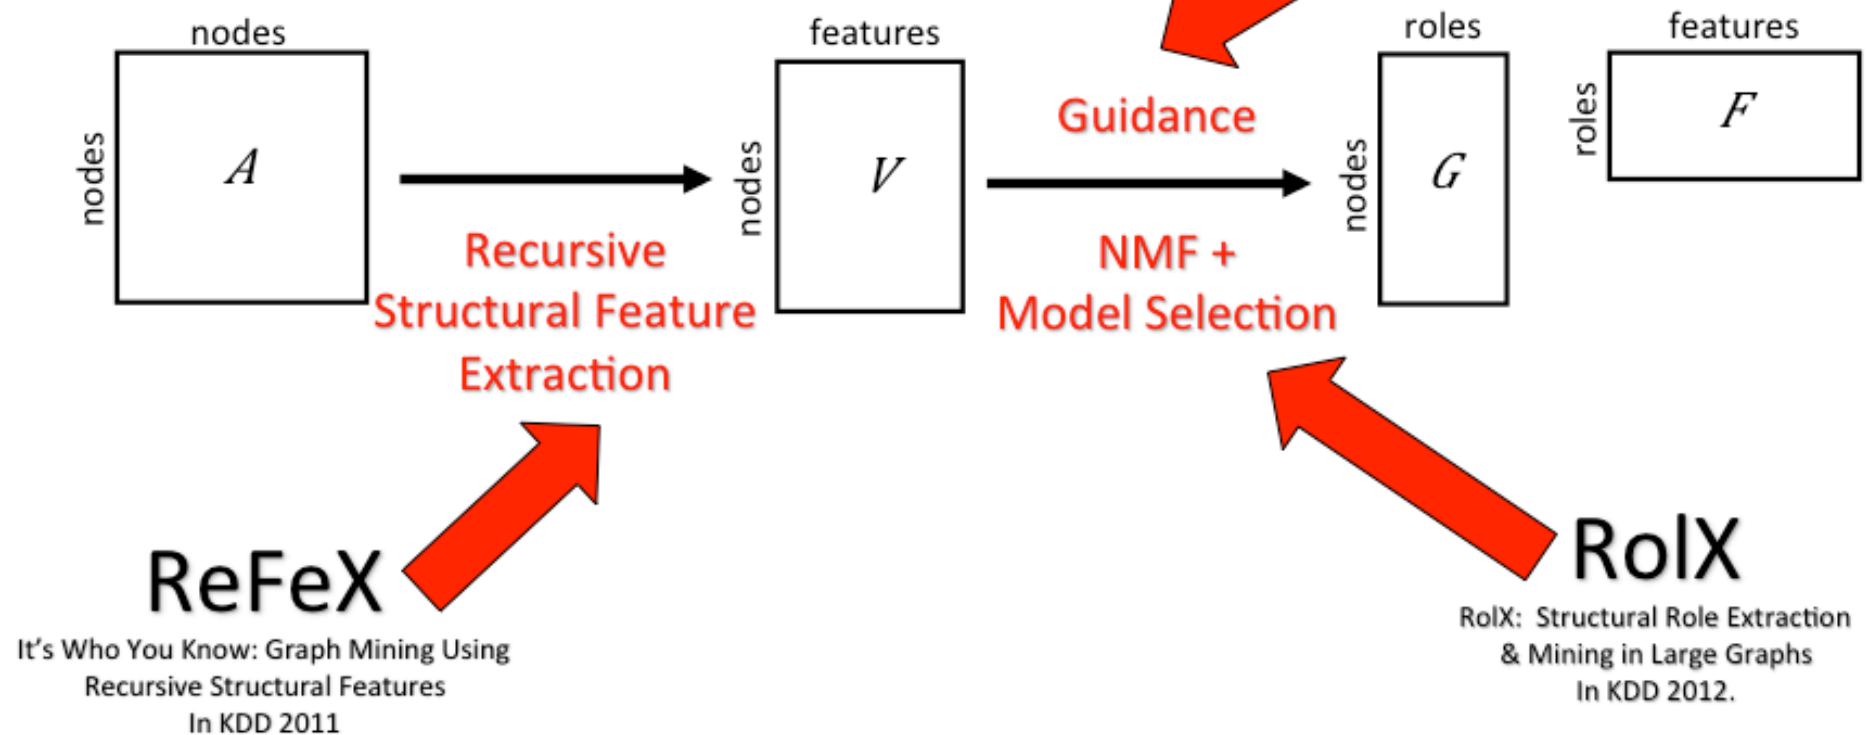 nodes
nodes
A
Recursive
Structural Feature
Extraction
features
nodes
V
Guidance
NMF +
Model Selection
roles
nodes
G
features
roles
F
ReFeX
It's Who You Know: Graph Mining Using
Recursive Structural Features
In KDD 2011
RolX
RolX:  Structural Role Extraction
& Mining in Large Graphs
In KDD 2012.